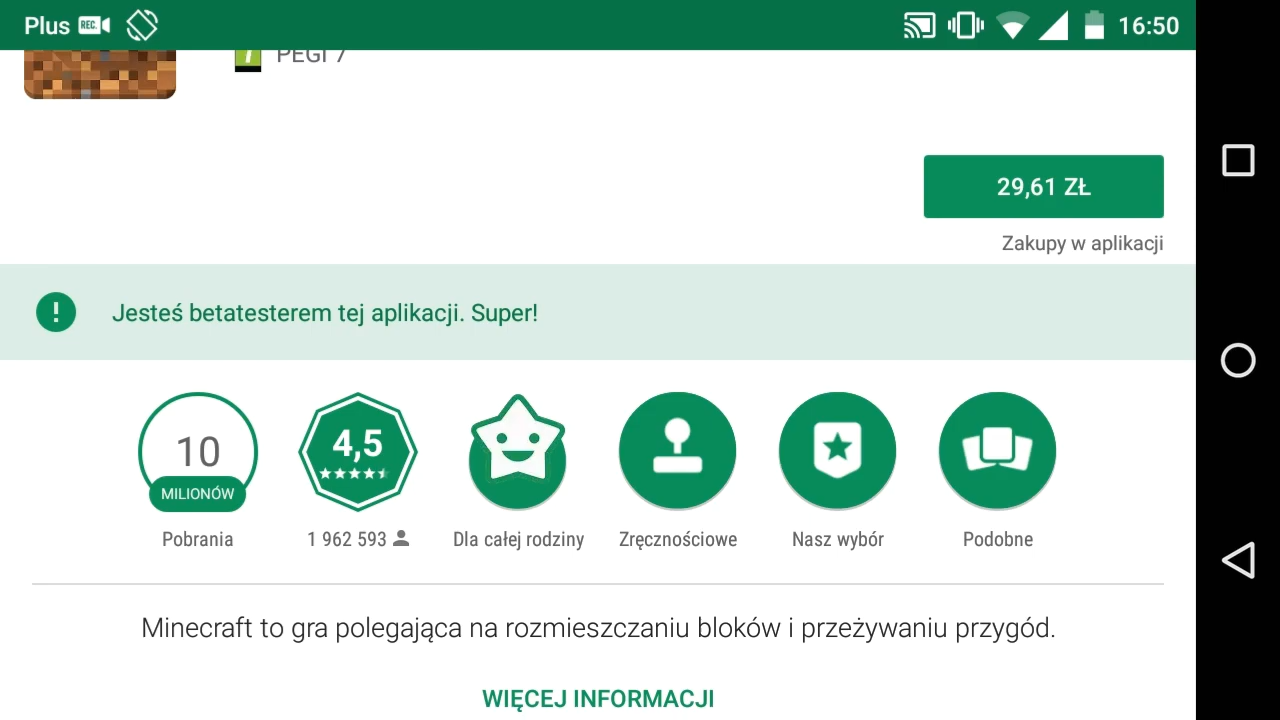 Plus REC. 16:50
PEGI 7
29,61 ZŁ
Zakupy w aplikacji
Jesteś betatesterem tej aplikacji. Super!
10 4,5
MILIONÓW
Pobrania 1 962 593 Dla całej rodziny Zręcznościowe Nasz wybór Podobne
Minecraft to gra polegająca na rozmieszczaniu bloków i przeżywaniu przygód.
WIĘCEJ INFORMACJI